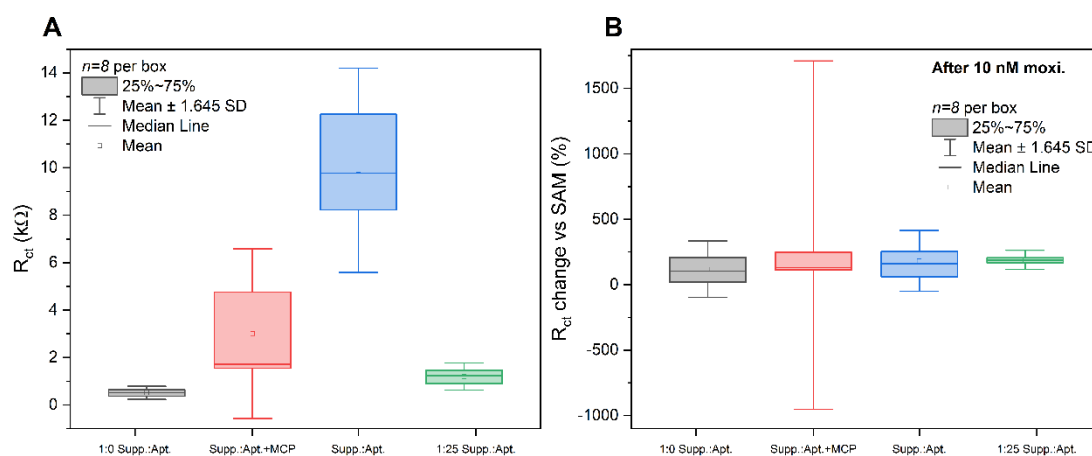 A
n=8 per box
25%~75%
Mean ± 1.645 SD
Median Line
Mean
14
12
10
8
6
4
2
0
Rct (kΩ)
1:0 Supp.:Apt.
Supp.:Apt.+MCP
Supp.:Apt.
1:25 Supp.:Apt.
B
After 10 nM moxi.
n=8 per box
25%~75%
Mean ± 1.645 SD
Median Line
Mean
1500
1000
500
0
-500
-1000
Rct change vs SAM (%)
1:0 Supp.:Apt.
Supp.:Apt.+MCP
Supp.:Apt.
1:25 Supp.:Apt.